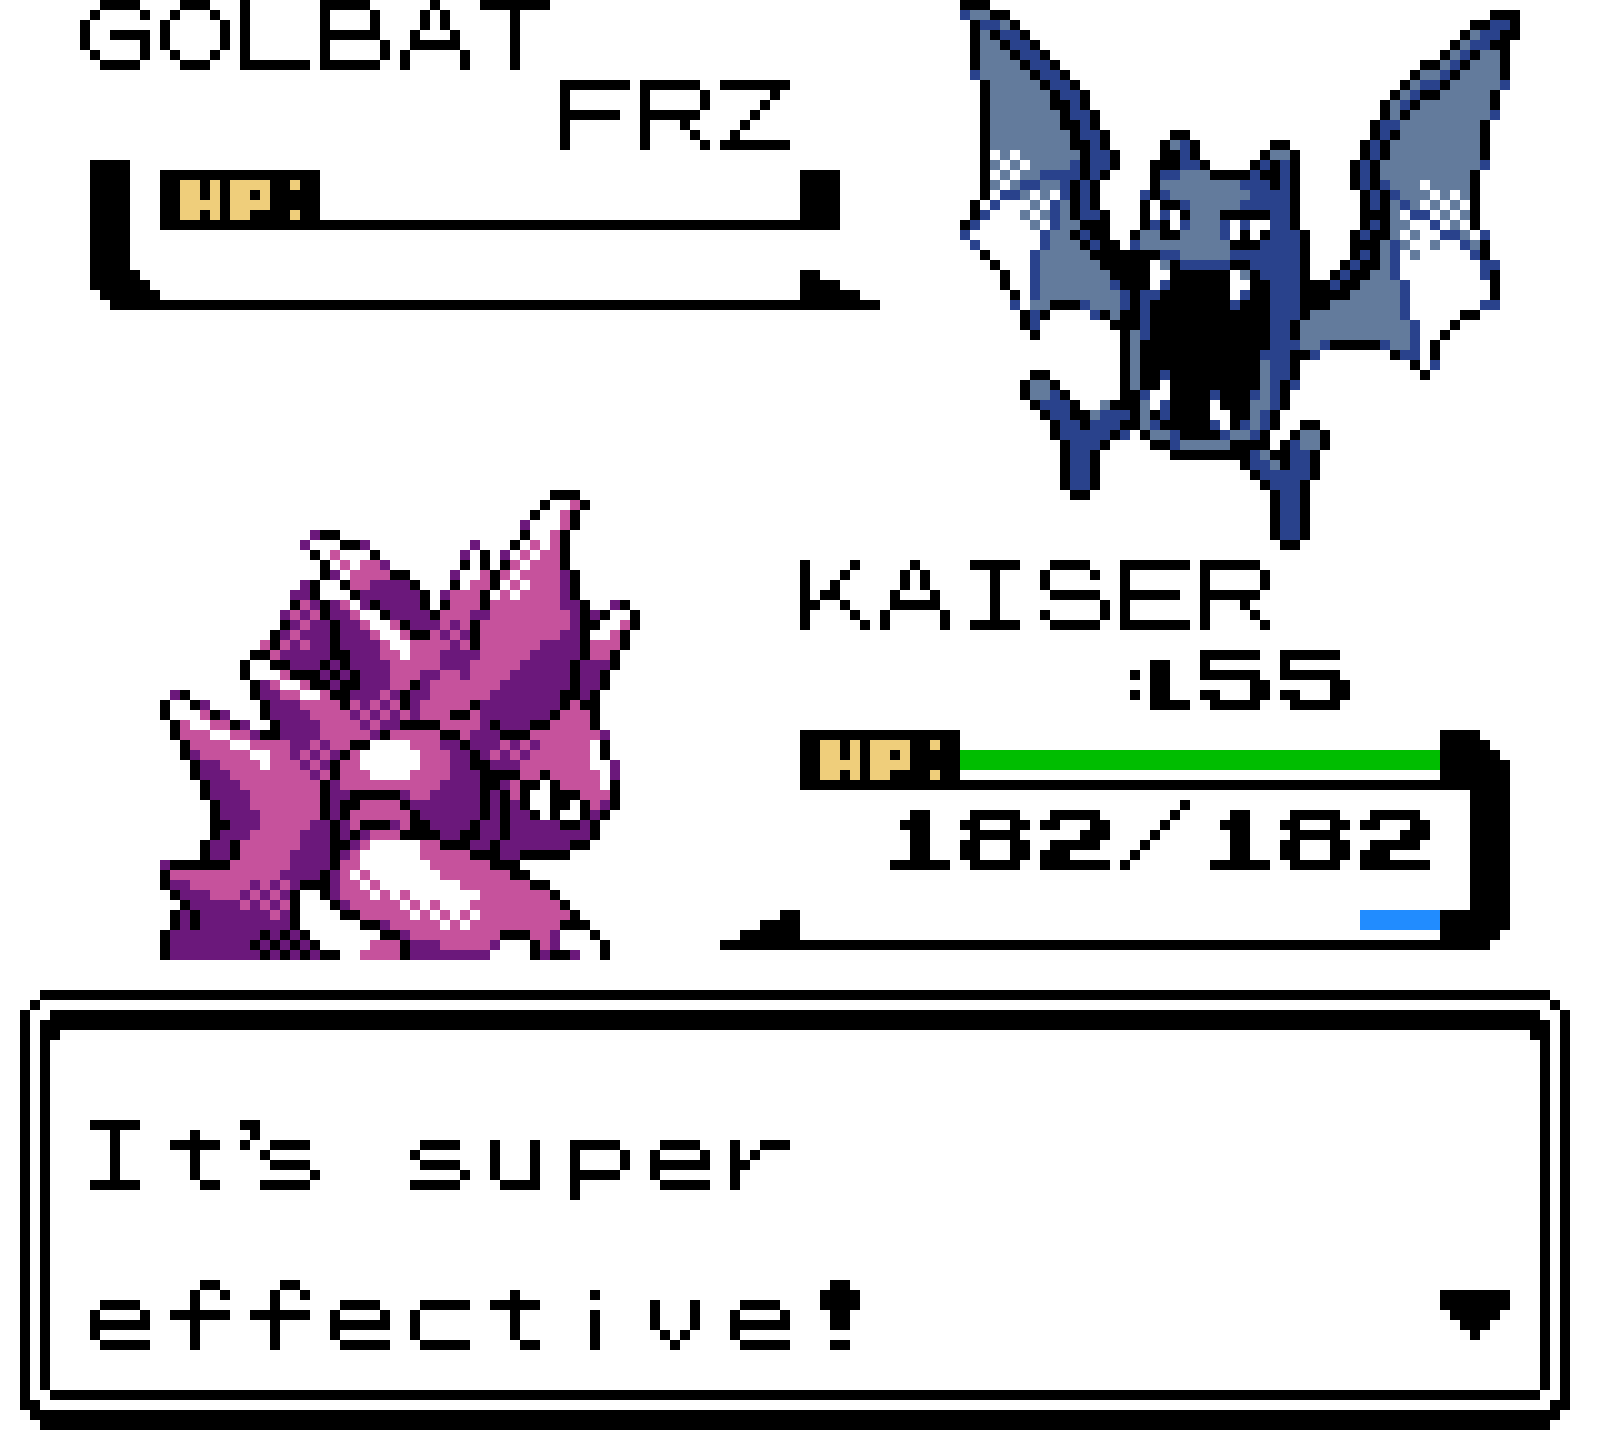 GOLBAT
FRZ
HP:
KAISER
:L55
HP:
182/182
It's super
effective!